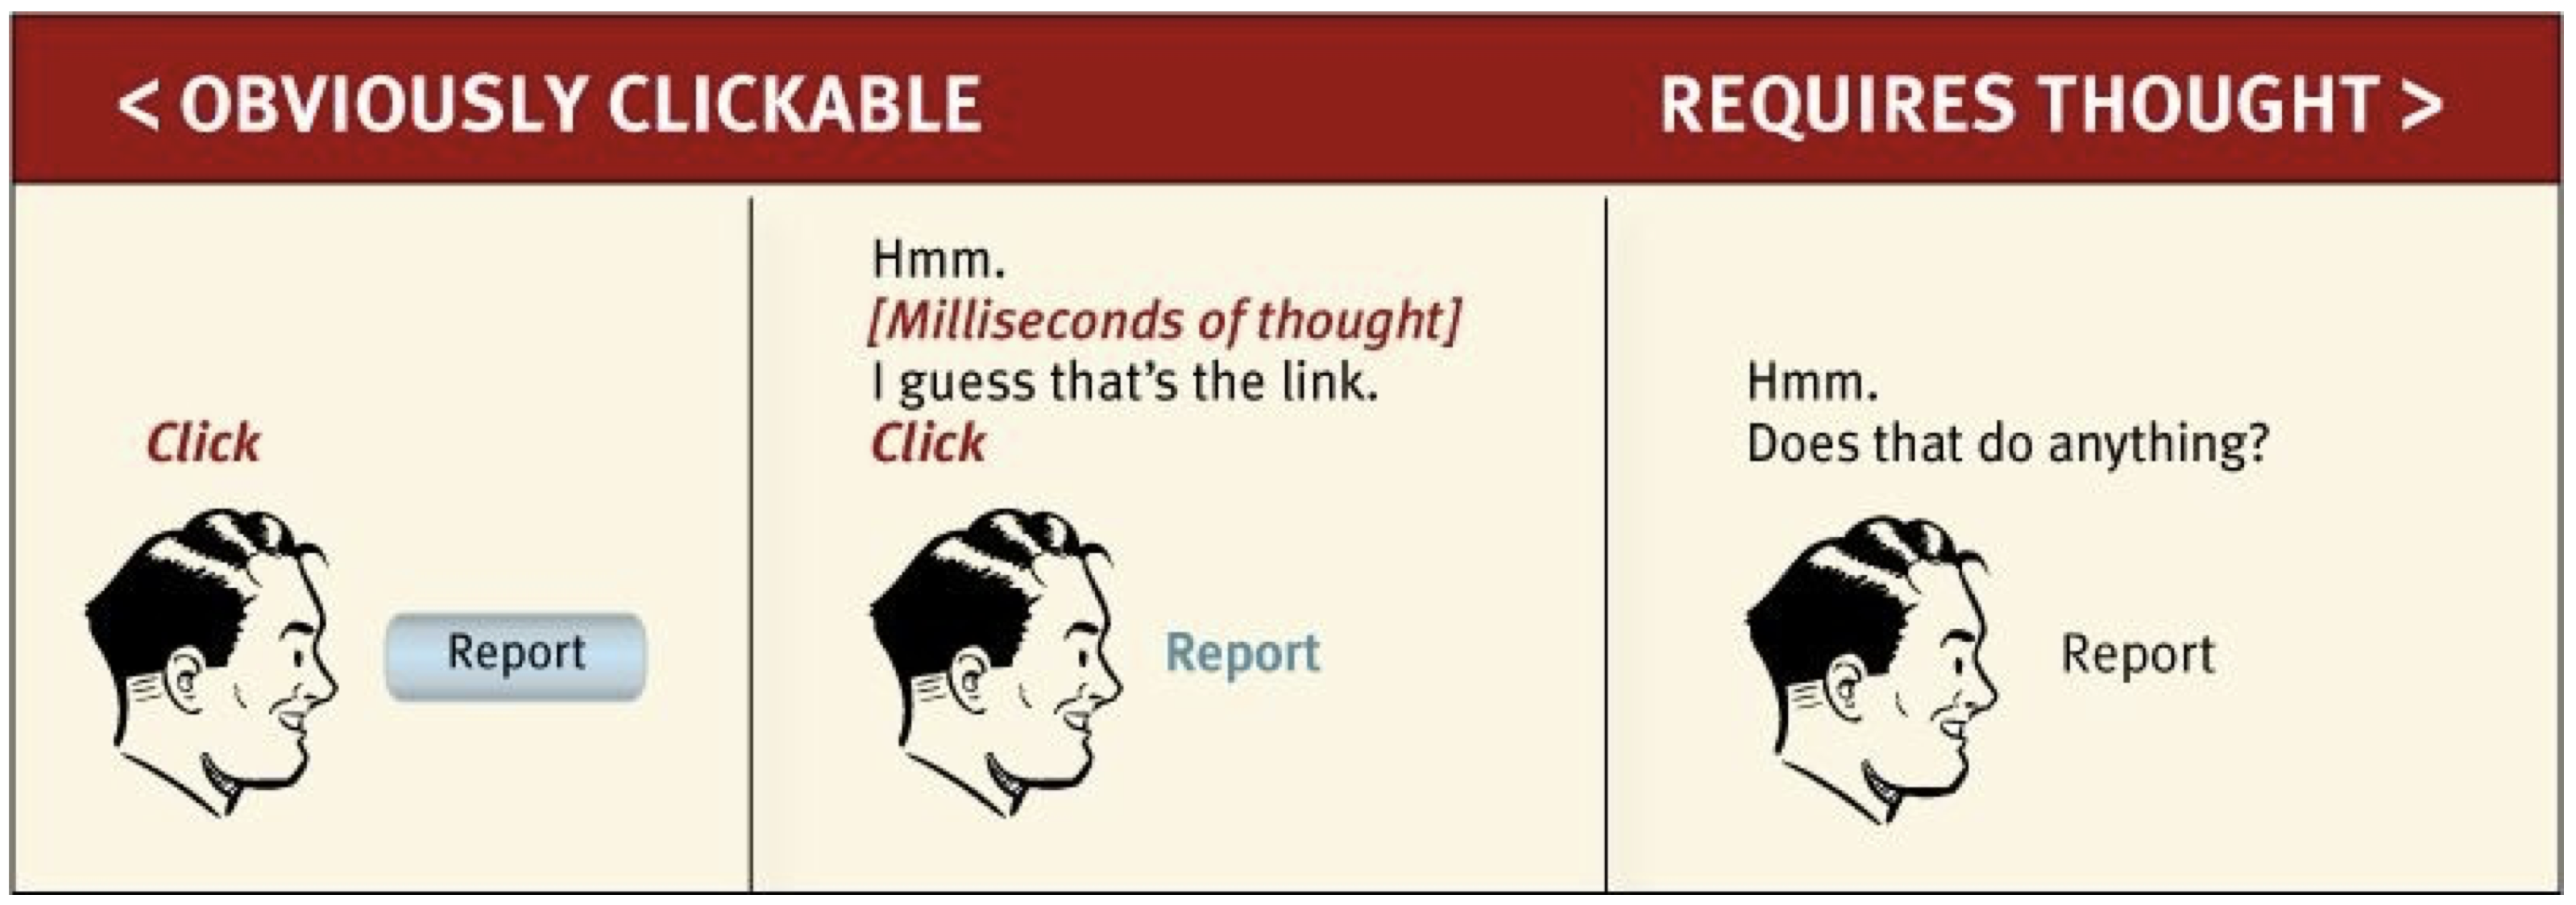 < OBVIOUSLY CLICKABLE
REQUIRES THOUGHT >
Click
Report
Hmm.
[Milliseconds of thought]
I guess that's the link.
Click
Report
Hmm.
Does that do anything?
Report